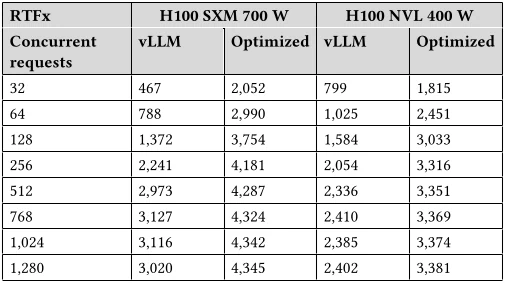 RTFx H100 SXM 700 W H100 NVL 400 W
Concurrent requests vLLM Optimized vLLM Optimized
32 467 2,052 799 1,815
64 788 2,990 1,025 2,451
128 1,372 3,754 1,584 3,033
256 2,241 4,181 2,054 3,316
512 2,973 4,287 2,336 3,351
768 3,127 4,324 2,410 3,369
1,024 3,116 4,342 2,385 3,374
1,280 3,020 4,345 2,402 3,381